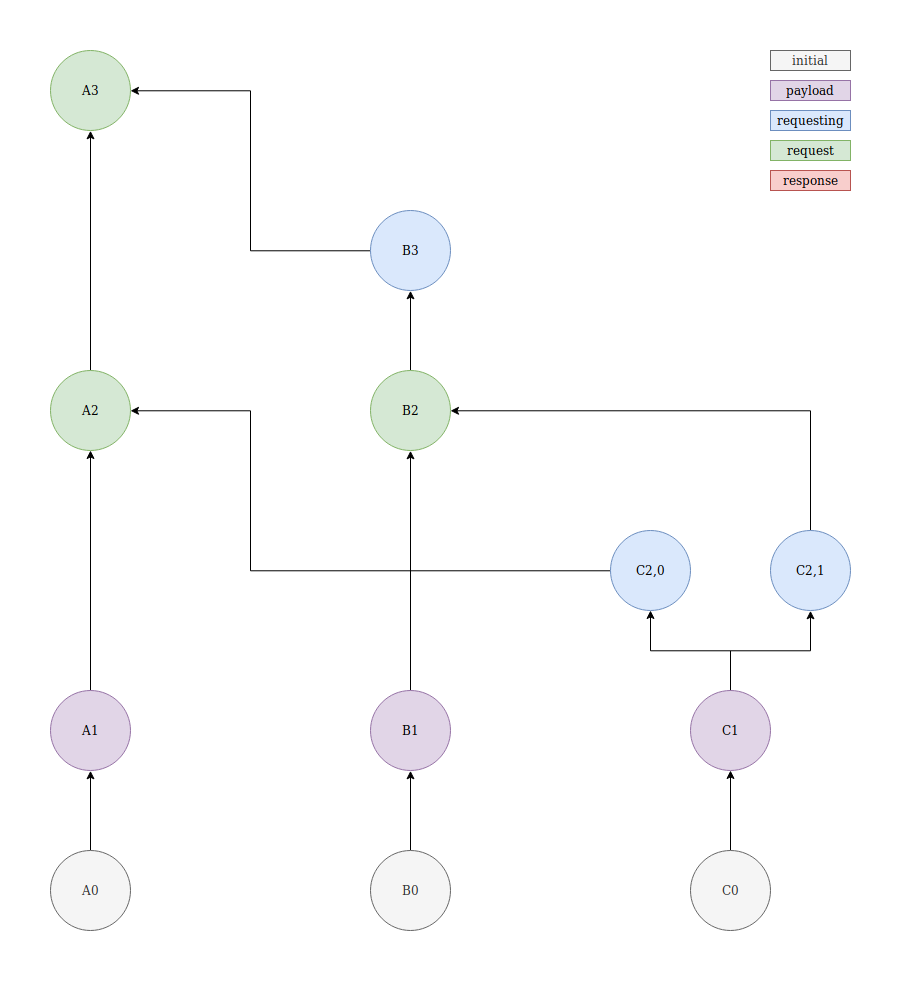 A3
initial
payload
requesting
request
response
B3
A2
B2
C2,0
C2,1
A1
B1
C1
A0
B0
C0